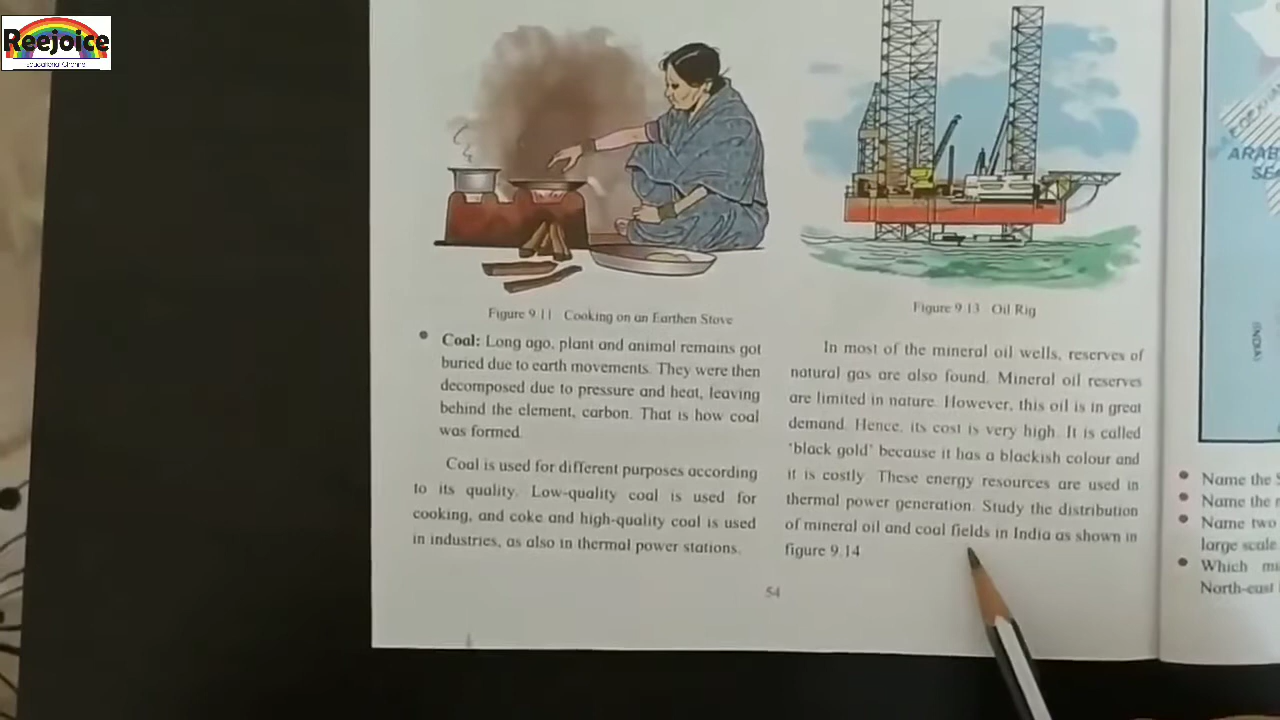 Reejoice
Educational Channel
Figure 9.11 Cooking on an Earthen Stove
• Coal: Long ago, plant and animal remains got
buried due to earth movements. They were then
decomposed due to pressure and heat, leaving
behind the element, carbon. That is how coal
was formed.
Coal is used for different purposes according
to its quality. Low-quality coal is used for
cooking, and coke and high-quality coal is used
in industries, as also in thermal power stations.
Figure 9.13 Oil Rig
In most of the mineral oil wells, reserves of
natural gas are also found. Mineral oil reserves
are limited in nature. However, this oil is in great
demand. Hence, its cost is very high. It is called
'black gold' because it has a blackish colour and
it is costly. These energy resources are used in
thermal power generation. Study the distribution
of mineral oil and coal fields in India as shown in
figure 9.14
54
ARAB
SE
(INDIA)
• Name the S
• Name the
• Name two
large scale
• Which
North-east